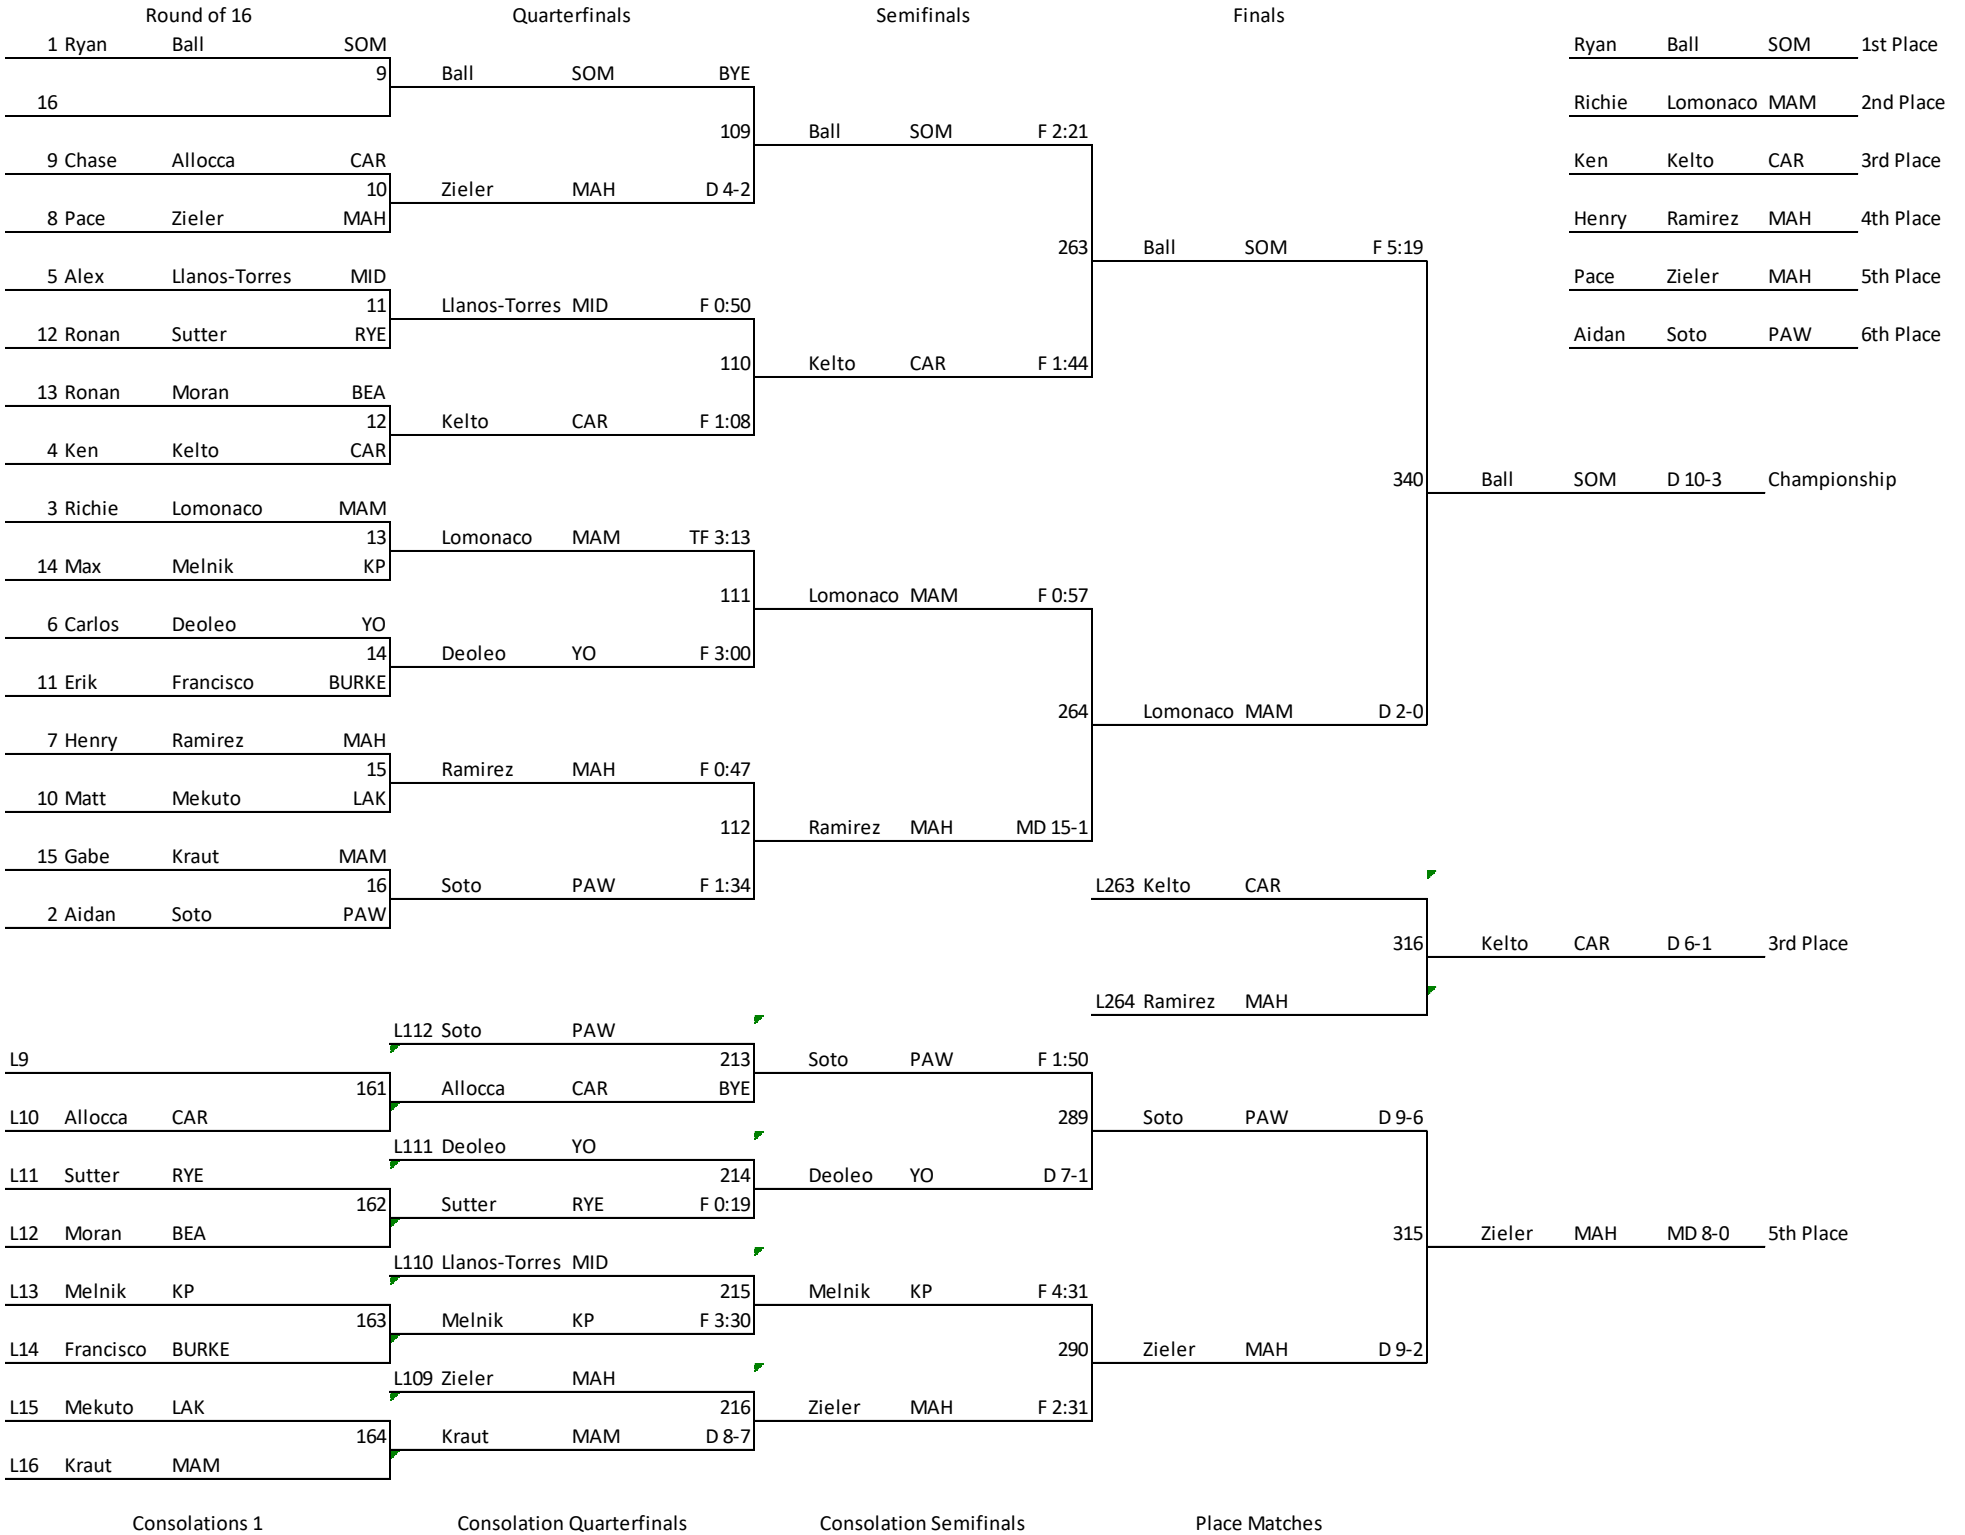 Round of 16 Quarterfinals Semifinals Finals
1 Ryan Ball SOM Ryan Ball SOM 1st Place
9 Ball SOM BYE
16 Richie Lomonaco MAM 2nd Place
109 Ball SOM F 2:21
9 Chase Allocca CAR Ken Kelto CAR 3rd Place
10 Zieler MAH D 4-2
8 Pace Zieler MAH Henry Ramirez MAH 4th Place
263 Ball SOM F 5:19
5 Alex Llanos-Torres MID Pace Zieler MAH 5th Place
11 Llanos-Torres MID F 0:50
12 Ronan Sutter RYE Aidan Soto PAW 6th Place
110 Kelto CAR F 1:44
13 Ronan Moran BEA
12 Kelto CAR F 1:08
4 Ken Kelto CAR
340 Ball SOM D 10-3 Championship
3 Richie Lomonaco MAM
13 Lomonaco MAM TF 3:13
14 Max Melnik KP
111 Lomonaco MAM F 0:57
6 Carlos Deoleo YO
14 Deoleo YO F 3:00
11 Erik Francisco BURKE
264 Lomonaco MAM D 2-0
7 Henry Ramirez MAH
15 Ramirez MAH F 0:47
10 Matt Mekuto LAK
112 Ramirez MAH MD 15-1
15 Gabe Kraut MAM
16 Soto PAW F 1:34 L263 Kelto CAR
2 Aidan Soto PAW
316 Kelto CAR D 6-1 3rd Place
L264 Ramirez MAH
L112 Soto PAW
L9 213 Soto PAW F 1:50
161 Allocca CAR BYE
L10 Allocca CAR 289 Soto PAW D 9-6
L111 Deoleo YO
L11 Sutter RYE 214 Deoleo YO D 7-1
162 Sutter RYE F 0:19
L12 Moran BEA 315 Zieler MAH MD 8-0 5th Place
L110 Llanos-Torres MID
L13 Melnik KP 215 Melnik KP F 4:31
163 Melnik KP F 3:30
L14 Francisco BURKE 290 Zieler MAH D 9-2
L109 Zieler MAH
L15 Mekuto LAK 216 Zieler MAH F 2:31
164 Kraut MAM D 8-7
L16 Kraut MAM
Consolations 1 Consolation Quarterfinals Consolation Semifinals Place Matches